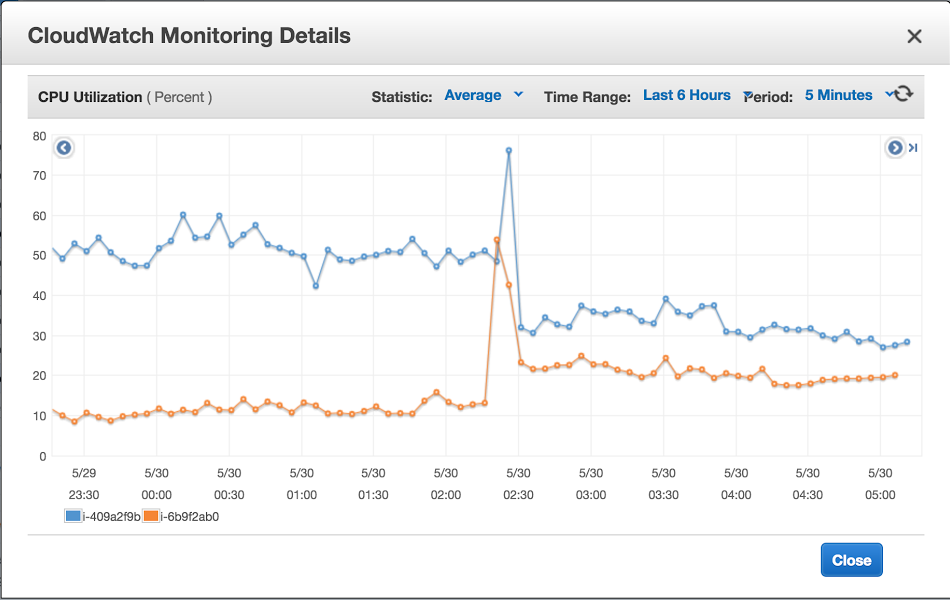 CloudWatch Monitoring Details
CPU Utilization ( Percent )
Statistic: Average Time Range: Last 6 Hours Period: 5 Minutes
80
70
60
50
40
30
20
10
0
5/29 5/30 5/30 5/30 5/30 5/30 5/30 5/30 5/30 5/30 5/30 5/30
23:30 00:00 00:30 01:00 01:30 02:00 02:30 03:00 03:30 04:00 04:30 05:00
i-409a2f9b i-6b9f2ab0
Close